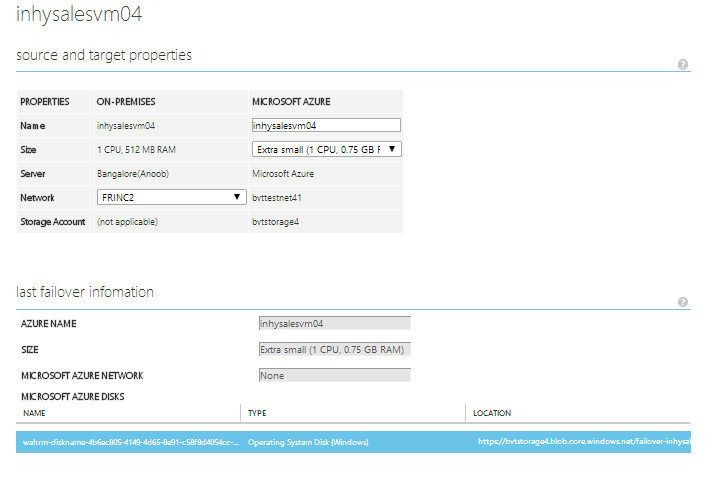 inhysalesvm04
source and target properties
PROPERTIES ON-PREMISES MICROSOFT AZURE
Name inhysalesvm04 inhysalesvm04
Size 1 CPU, 512 MB RAM Extra small (1 CPU, 0.75 GB F
Server Bangalore(Anoob) Microsoft Azure
Network FRINC2 bvttestnet41
Storage Account (not applicable) bvtstorage4
last failover infomation
AZURE NAME inhysalesvm04
SIZE Extra small (1 CPU, 0.75 GB RAM)
MICROSOFT AZURE NETWORK None
MICROSOFT AZURE DISKS
NAME TYPE LOCATION
wahrm-diskname-4b6ec805-4149-4d65-8e91-c58f8d4054cc-... Operating System Disk (Windows) https://bvtstorage4.blob.core.windows.net/failover-inhysal